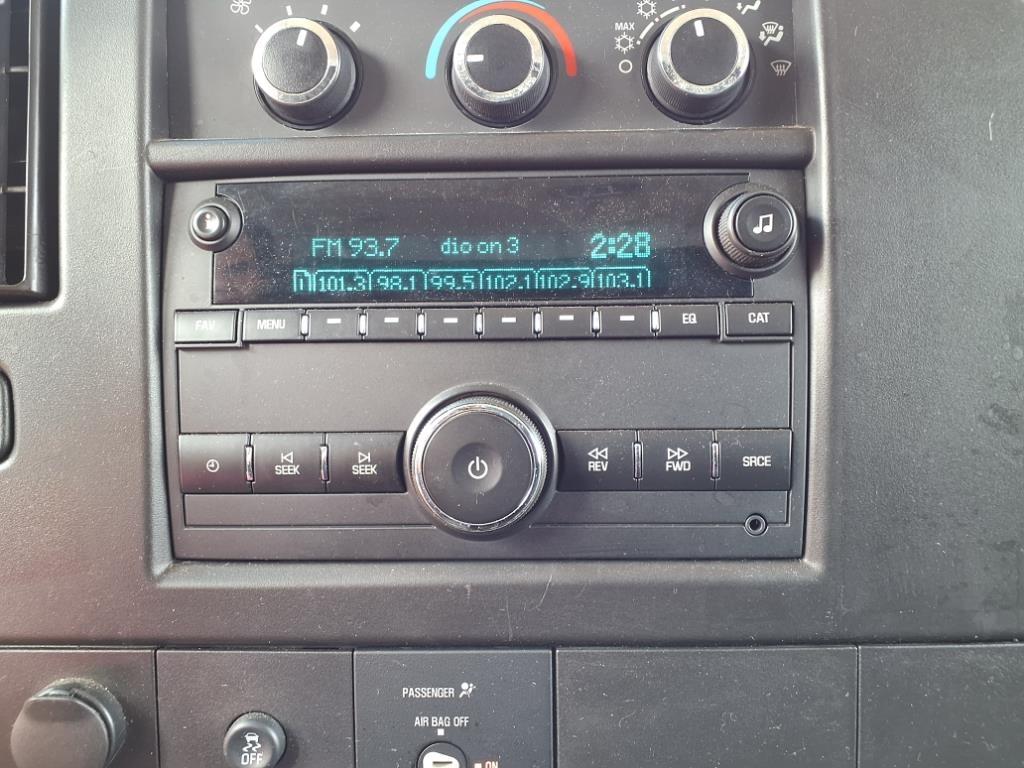 MAX
FM 93.7 dio on 3 2:28
1 101.3 98.1 99.5 102.1 102.9 103.1
FAV MENU EQ CAT
SEEK SEEK REV FWD SRCE
PASSENGER
AIR BAG OFF
OFF ON